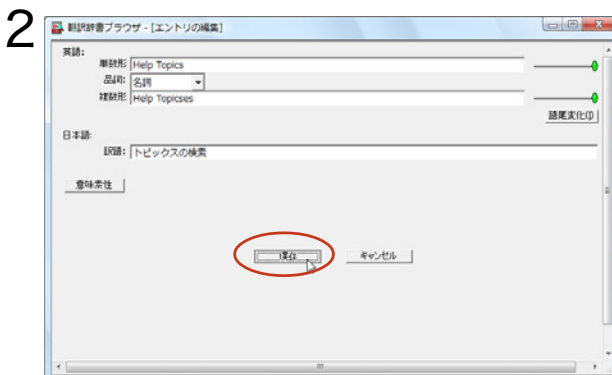 2
翻訳辞書ブラウザ - [エントリの編集]
英語:
単数形 Help Topics
品詞: 名詞
複数形 Help Topicses
語尾変化(I)
日本語:
訳語: トピックスの検索
意味素性
保存
キャンセル